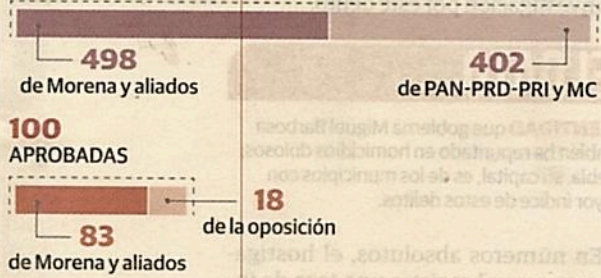 498
de Morena y aliados
402
de PAN-PRD-PRI y MC
100
APROBADAS
18
de la oposición
83
de Morena y aliados